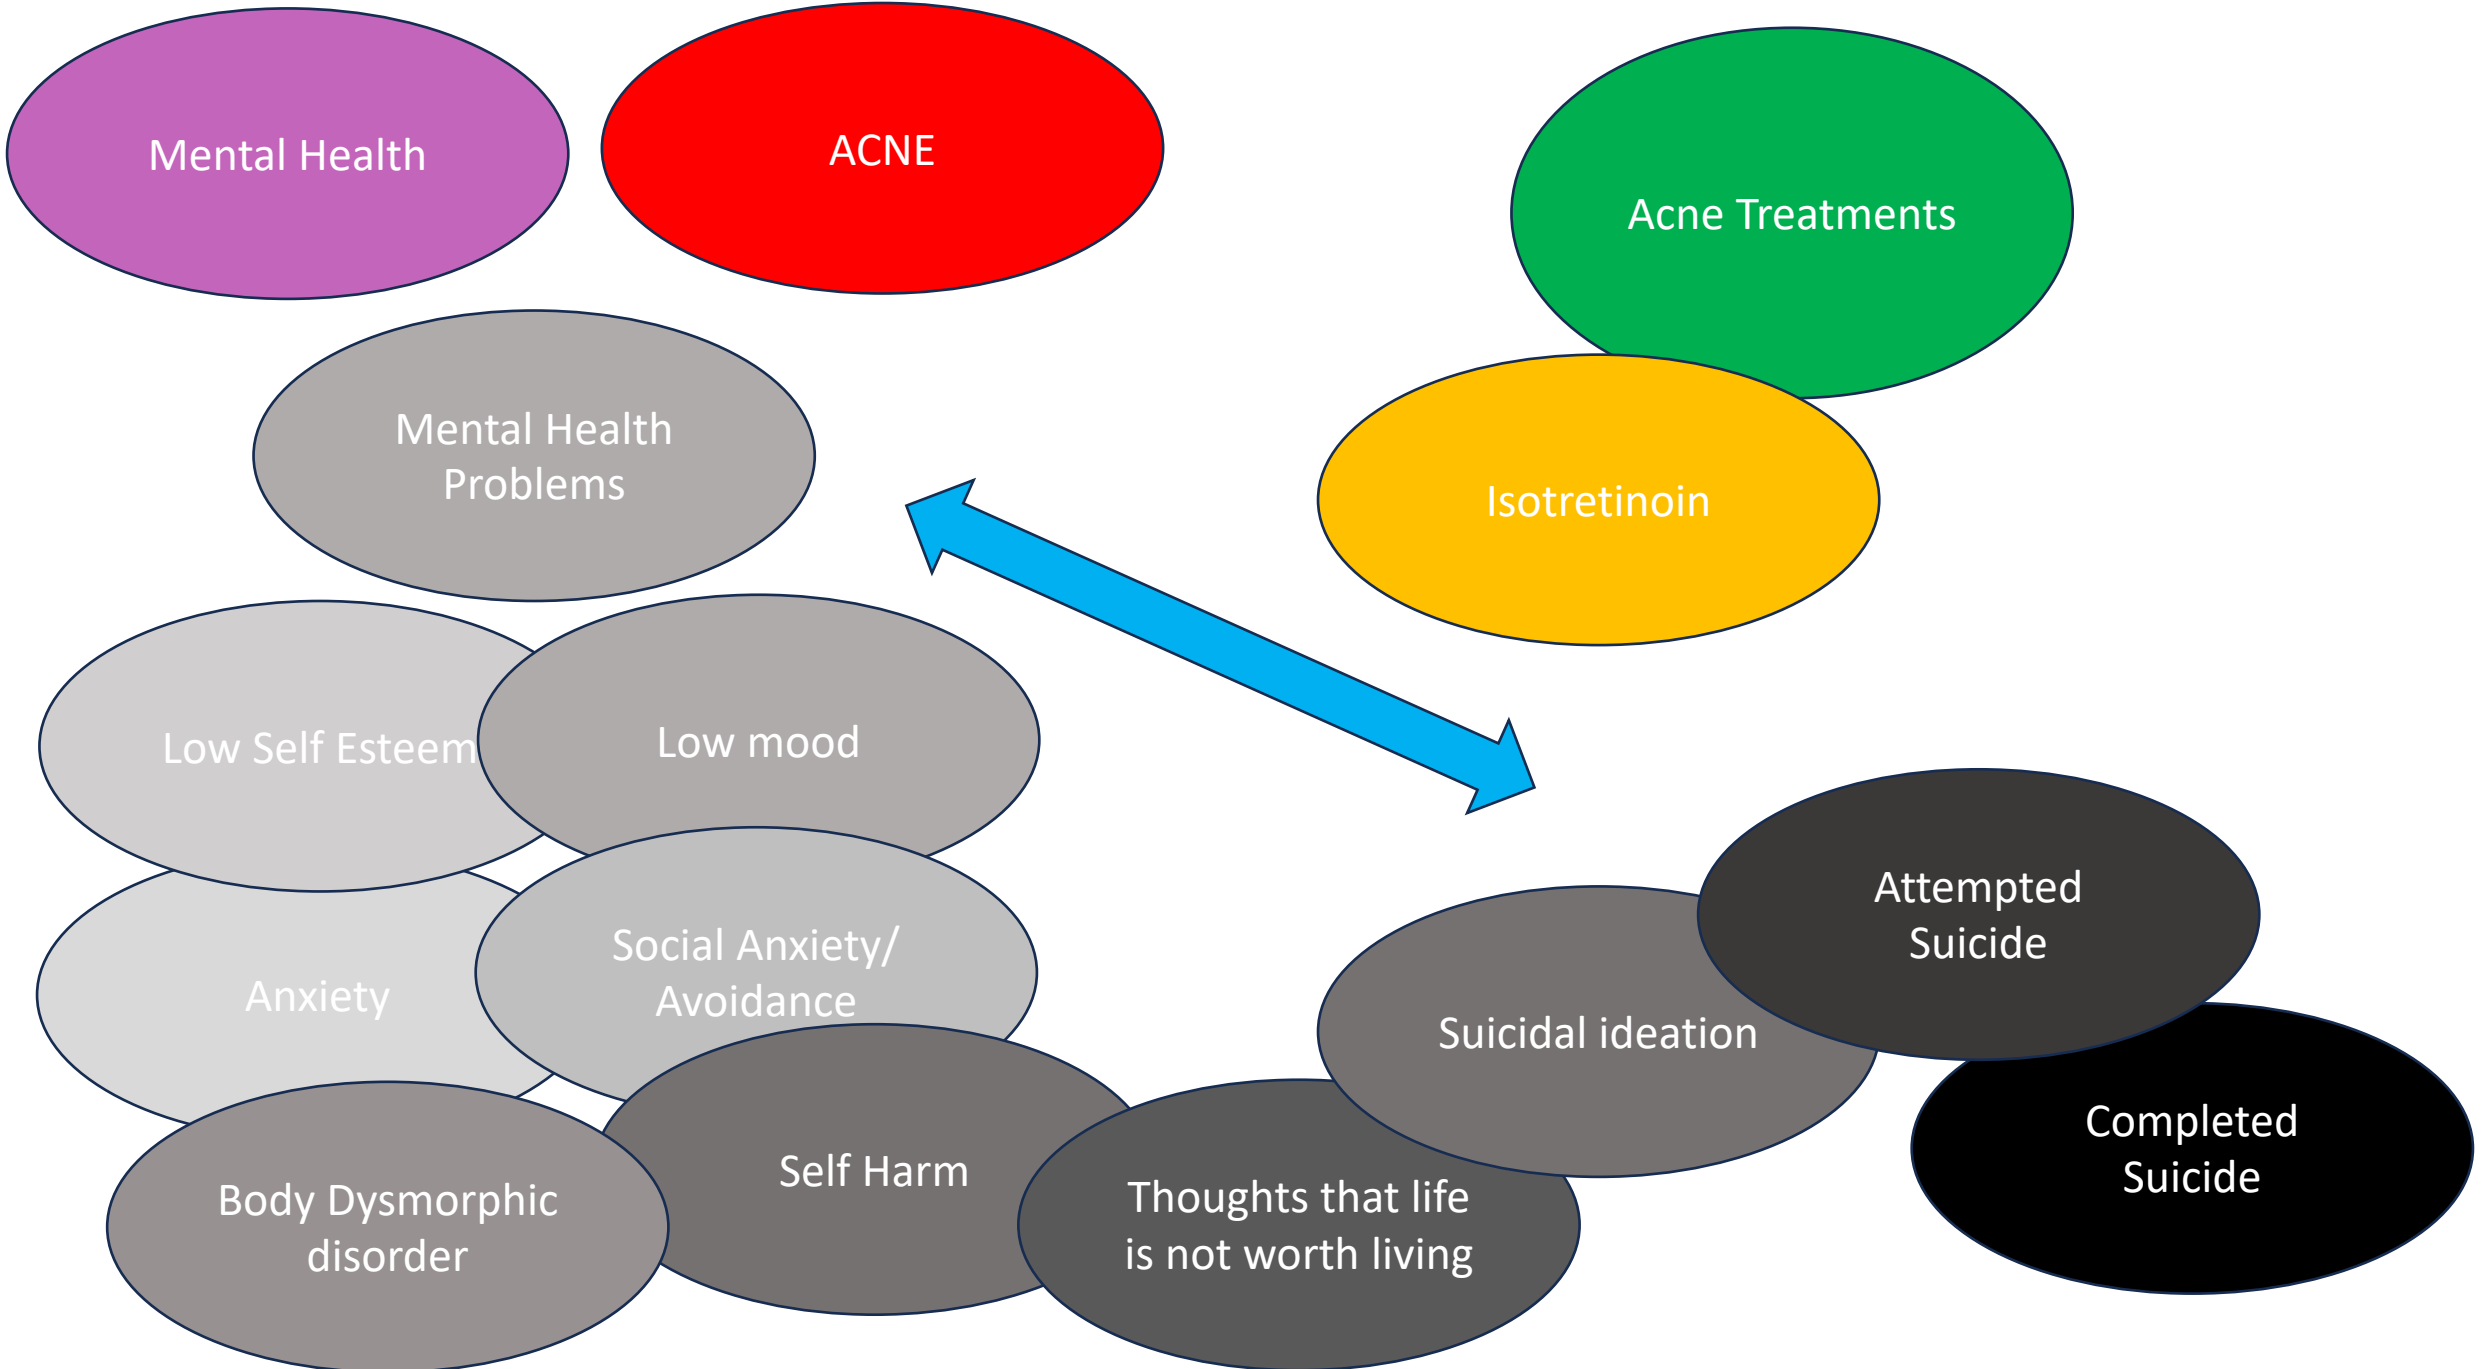 Mental Health
ACNE
Acne Treatments
Mental Health
Problems
Isotretinoin
Low Self Esteem
Low mood
Attempted
Suicide
Social Anxiety/
Avoidance
Anxiety
Suicidal ideation
Completed
Suicide
Self Harm
Body Dysmorphic
disorder
Thoughts that life
is not worth living